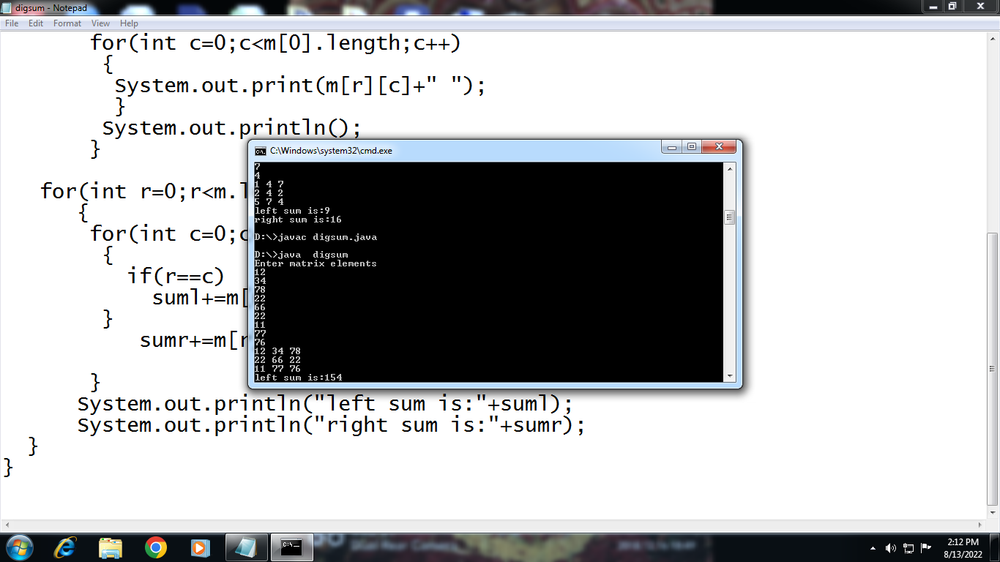 digsum - Notepad
File Edit Format View Help
for(int c=0;c<m[0].length;c++)
{
System.out.print(m[r][c]+" ");
}
System.out.println();
}
for(int r=0;r<m.l
{
for(int c=0;c
{
if(r==c)
suml+=m[
}
sumr+=m[r
}
System.out.println("left sum is:"+suml);
System.out.println("right sum is:"+sumr);
}
}
C:\Windows\system32\cmd.exe
7
4
1 4 7
2 4 2
5 7 4
left sum is:9
right sum is:16
D:\>javac digsum.java
D:\>java  digsum
Enter matrix elements
12
34
78
22
66
22
11
77
76
12 34 78
22 66 22
11 77 76
left sum is:154
2:12 PM
8/13/2022